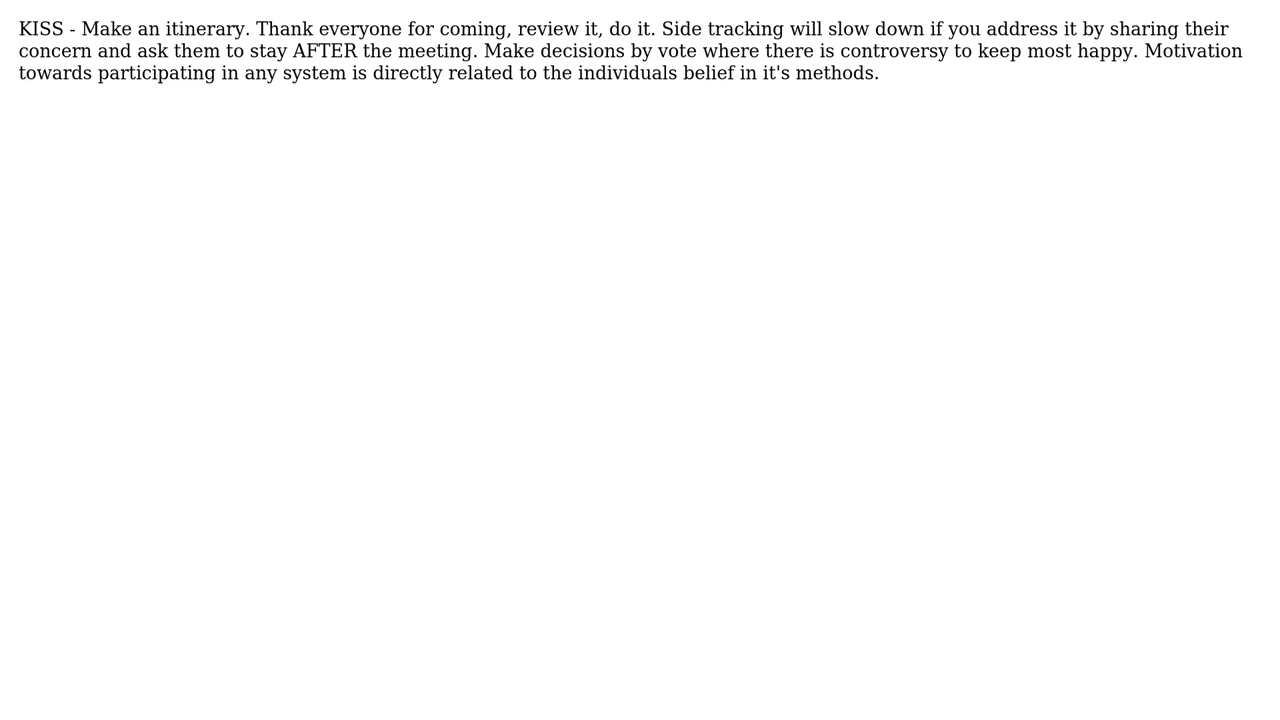 KISS - Make an itinerary. Thank everyone for coming, review it, do it. Side tracking will slow down if you address it by sharing their
concern and ask them to stay AFTER the meeting. Make decisions by vote where there is controversy to keep most happy. Motivation
towards participating in any system is directly related to the individuals belief in it's methods.